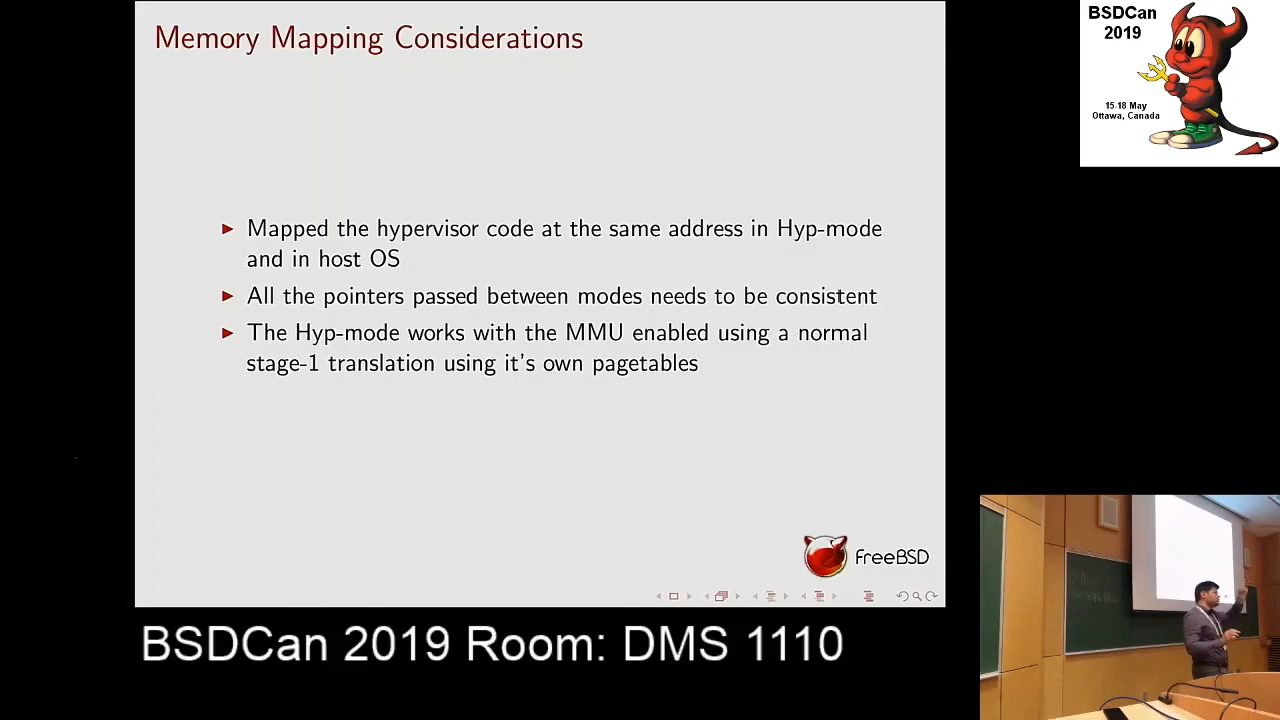 Memory Mapping Considerations
BSDCan
2019
15-18 May
Ottawa, Canada
Mapped the hypervisor code at the same address in Hyp-mode
and in host OS
All the pointers passed between modes needs to be consistent
The Hyp-mode works with the MMU enabled using a normal
stage-1 translation using it's own pagetables
FreeBSD
BSDCan 2019 Room: DMS 1110